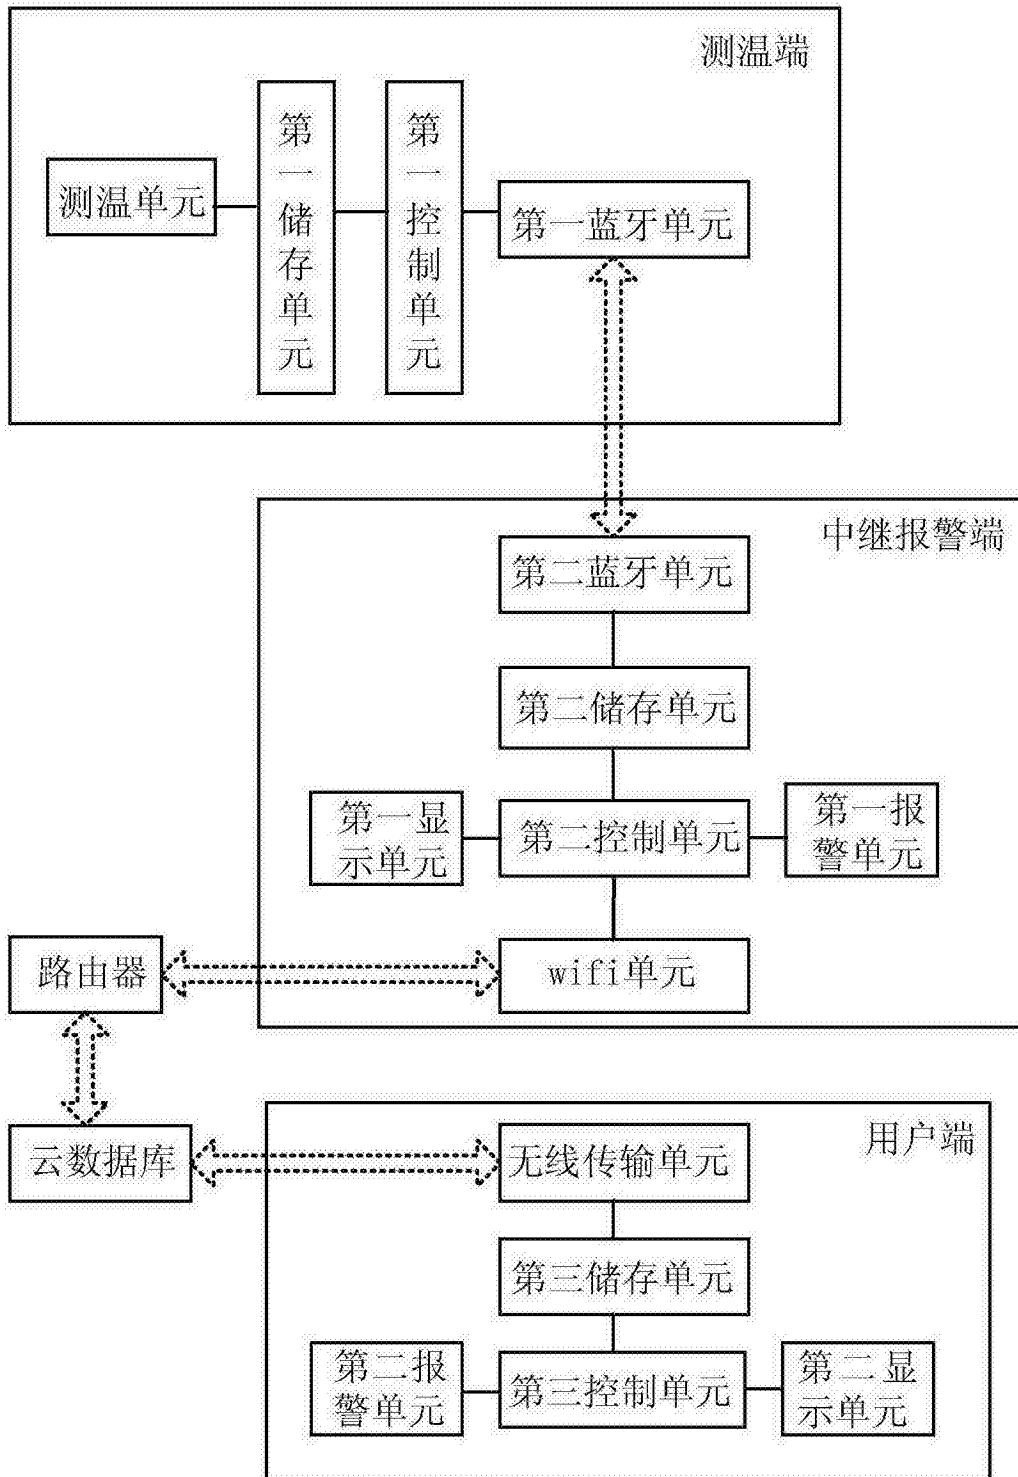 测温端
测温单元
第一储存单元
第一控制单元
第一蓝牙单元
中继报警端
第二蓝牙单元
第二储存单元
第一显
示单元
第二控制单元
第一报
警单元
路由器
wifi单元
云数据库
用户端
无线传输单元
第三储存单元
第二报
警单元
第三控制单元
第二显
示单元